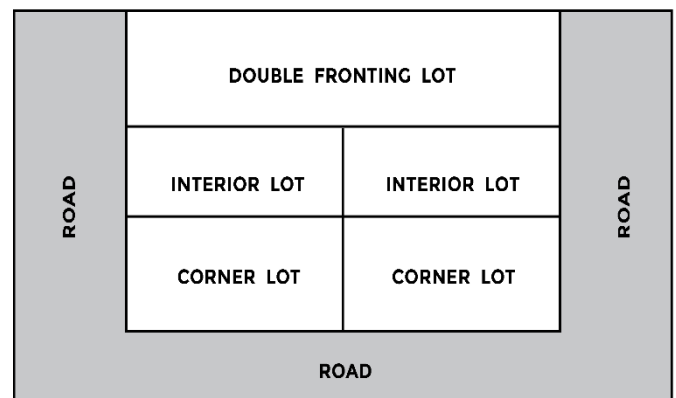 DOUBLE FRONTING LOT
INTERIOR LOT
INTERIOR LOT
ROAD
ROAD
CORNER LOT
CORNER LOT
ROAD